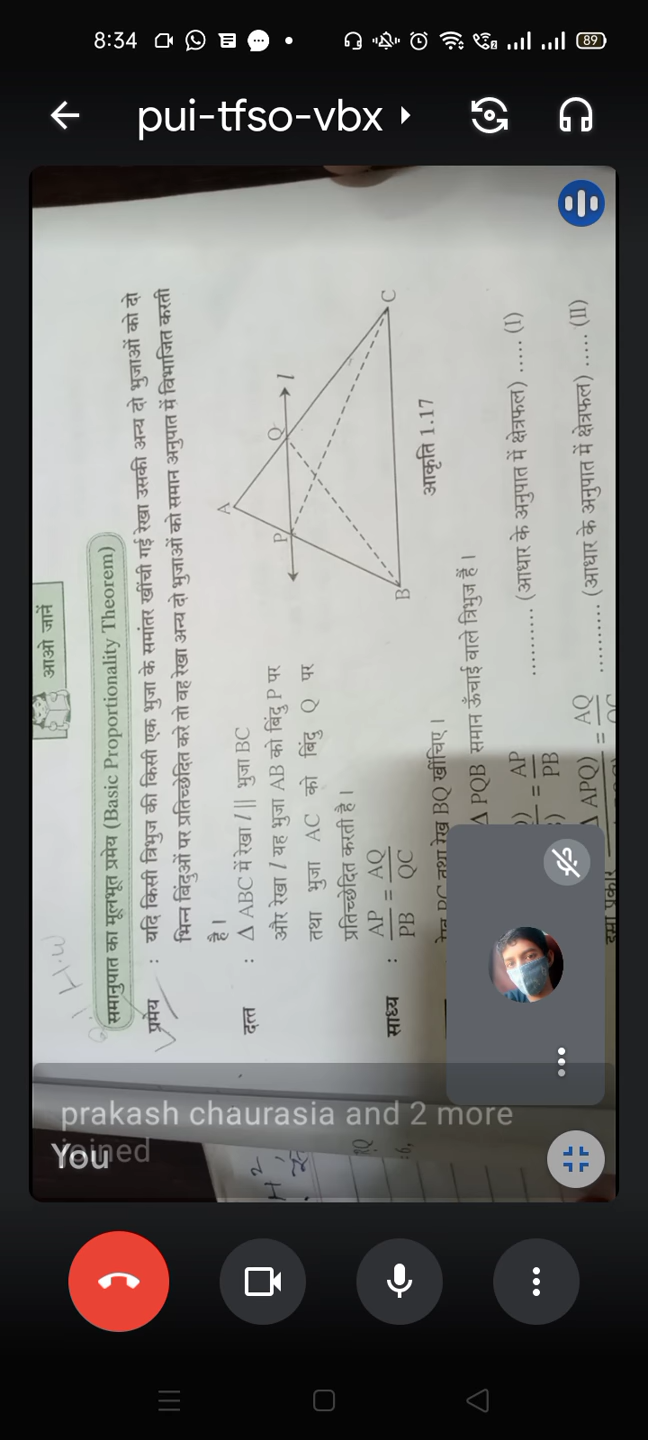 8:34
89
pui-tfso-vbx
आओ जानें
H.W
समानुपात का मूलभूत प्रमेय (Basic Proportionality Theorem)
प्रमेय : यदि किसी त्रिभुज की किसी एक भुजा के समांतर खींची गई रेखा उसकी अन्य दो भुजाओं को दो
भिन्न बिंदुओं पर प्रतिच्छेदित करे तो वह रेखा अन्य दो भुजाओं को समान अनुपात में विभाजित करती
है ।
दत्त : Δ ABC में रेखा l || भुजा BC
और रेखा l यह भुजा AB को बिंदु P पर
तथा भुजा AC को बिंदु Q पर
प्रतिच्छेदित करती है ।
साध्य : AP/PB = AQ/QC
A
P Q l
B C
आकृति 1.17
तथा रेख BQ खींचिए ।
Δ PQB समान ऊँचाई वाले त्रिभुज हैं ।
= AP/PB ........... (आधार के अनुपात में क्षेत्रफल) ..... (I)
Δ APQ) = AQ/QC ........... (आधार के अनुपात में क्षेत्रफल) ..... (II)
prakash chaurasia and 2 more
joined
You